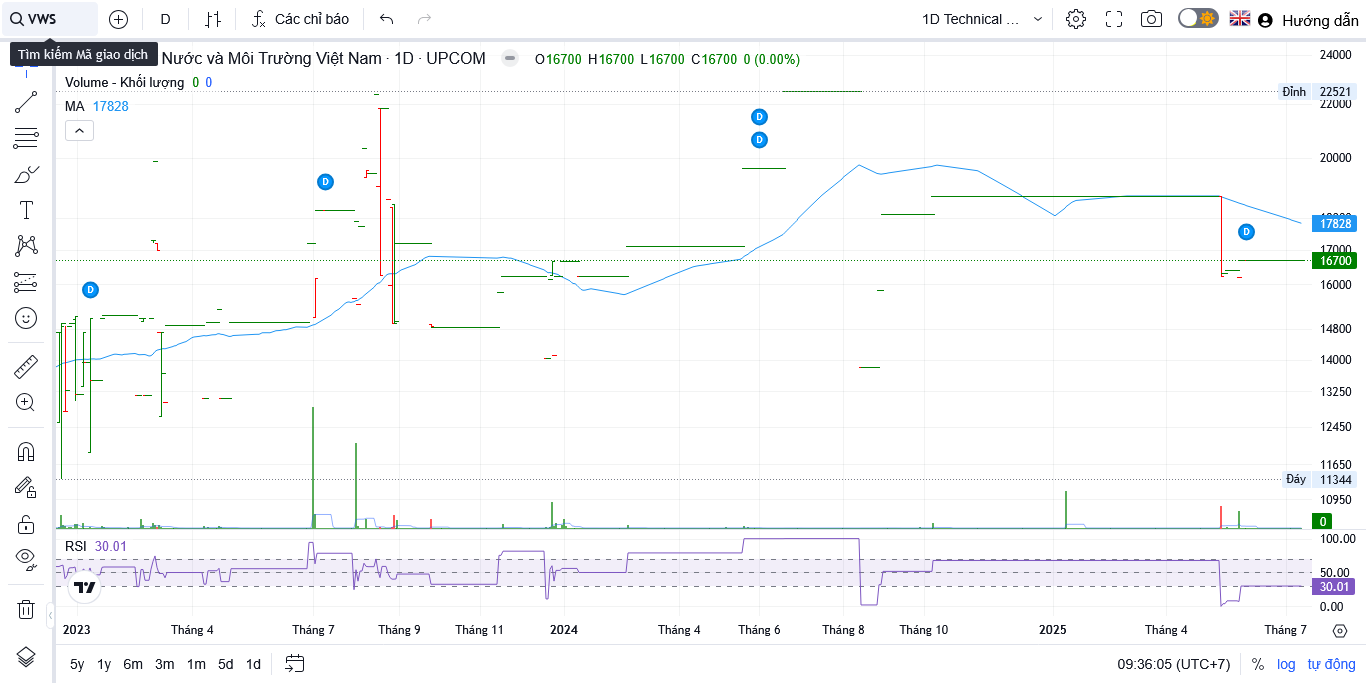 VWS
D
Các chỉ báo
1D Technical ...
Hướng dẫn
Tìm kiếm Mã giao dịch
Nước và Môi Trường Việt Nam · 1D · UPCOM
O16700 H16700 L16700 C16700 0 (0.00%)
Volume - Khối lượng 0 0
MA 17828
24000
Đỉnh 22521
22000
20000
17828
17000
16700
16000
14800
14000
13250
12450
11650
Đáy 11344
10950
0
D
D
D
D
D
RSI 30.01
100.00
50.00
30.01
0.00
2023 Tháng 4 Tháng 7 Tháng 9 Tháng 11 2024 Tháng 4 Tháng 6 Tháng 8 Tháng 10 2025 Tháng 4 Tháng 7
5y 1y 6m 3m 1m 5d 1d
09:36:05 (UTC+7) % log tự động